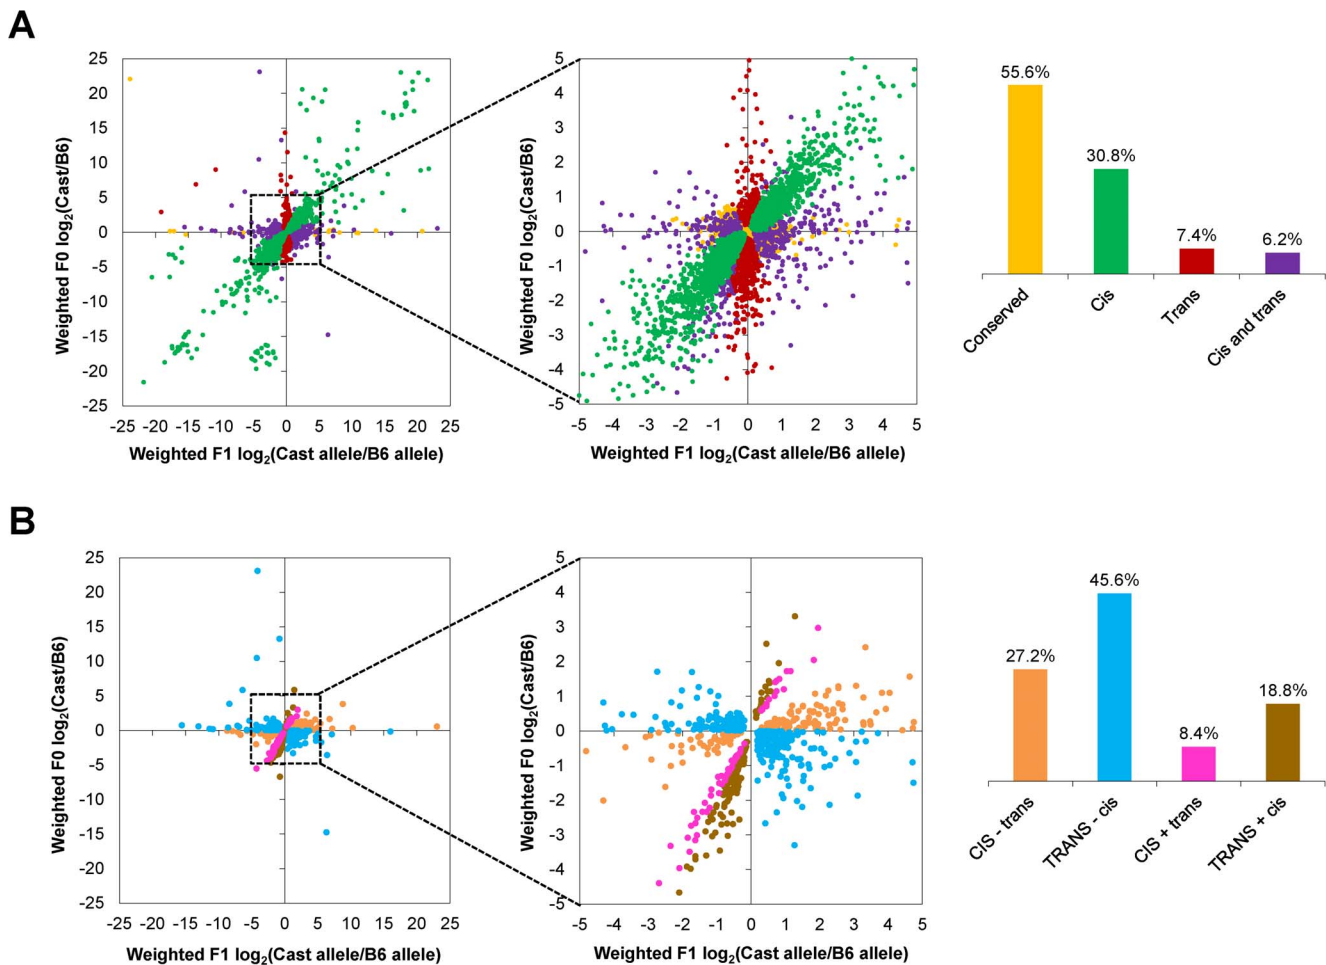 A
Weighted F0 log2(Cast/B6)
25
20
15
10
5
0
-5
-10
-15
-20
-25
-25 -20 -15 -10 -5 0 5 10 15 20 25
Weighted F1 log2(Cast allele/B6 allele)
Weighted F0 log2(Cast/B6)
5
4
3
2
1
0
-1
-2
-3
-4
-5
-5 -4 -3 -2 -1 0 1 2 3 4 5
Weighted F1 log2(Cast allele/B6 allele)
55.6%
30.8%
7.4%
6.2%
Conserved
Cis
Trans
Cis and trans
B
Weighted F0 log2(Cast/B6)
25
20
15
10
5
0
-5
-10
-15
-20
-25
-25 -20 -15 -10 -5 0 5 10 15 20 25
Weighted F1 log2(Cast allele/B6 allele)
Weighted F0 log2(Cast/B6)
5
4
3
2
1
0
-1
-2
-3
-4
-5
-5 -4 -3 -2 -1 0 1 2 3 4 5
Weighted F1 log2(Cast allele/B6 allele)
27.2%
45.6%
8.4%
18.8%
CIS - trans
TRANS - cis
CIS + trans
TRANS + cis